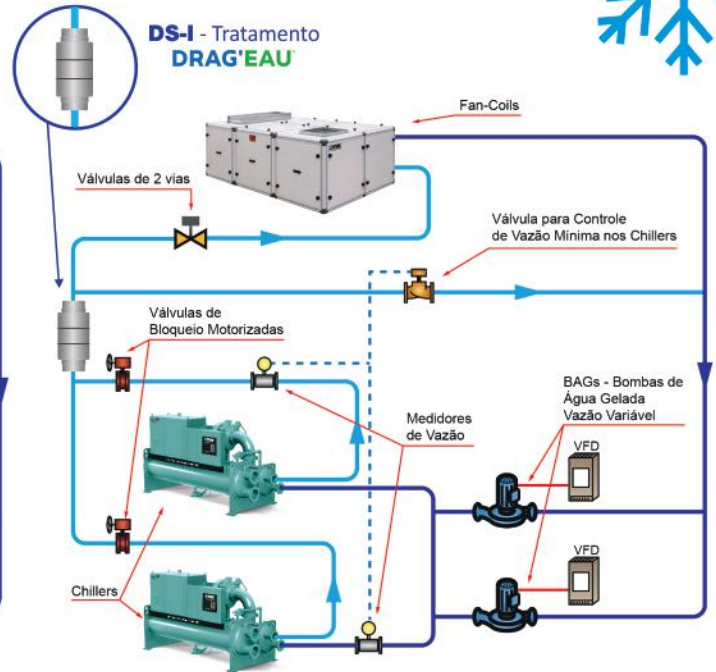 DS-I - Tratamento
DRAG'EAU
Fan-Coils
Válvulas de 2 vias
Válvula para Controle
de Vazão Mínima nos Chillers
Válvulas de
Bloqueio Motorizadas
BAGs - Bombas de
Água Gelada
Vazão Variável
Medidores
de Vazão
VFD
VFD
Chillers